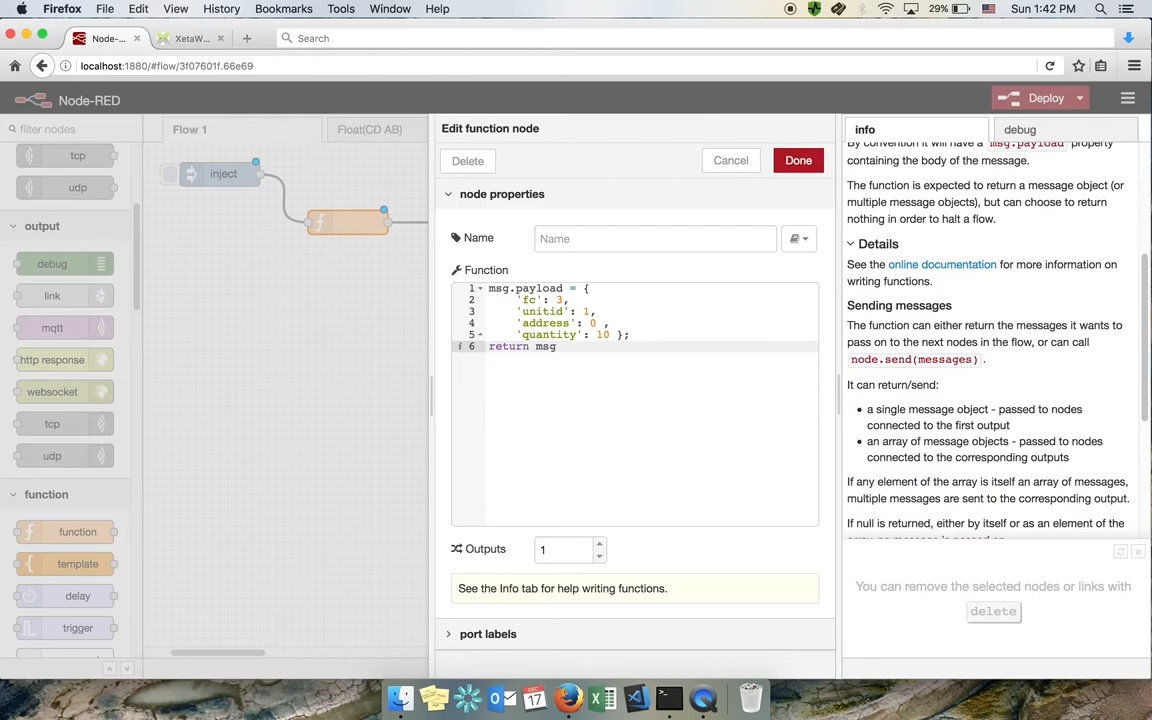 Firefox File Edit View History Bookmarks Tools Window Help 29% Sun 1:42 PM
Node-... × XetaW... × + Search
localhost:1880/#flow/3f07601f.66e69
Node-RED Deploy
filter nodes
tcp
udp
output
debug
link
mqtt
http response
websocket
tcp
udp
function
function
template
delay
trigger
Flow 1 Float(CD AB)
inject
Edit function node
Delete Cancel Done
node properties
Name Name
Function
1 msg.payload = {
2 'fc': 3,
3 'unitid': 1,
4 'address': 0 ,
5 'quantity': 10 };
6 return msg
Outputs 1
See the Info tab for help writing functions.
port labels
info debug
By convention it will have a msg.payload property
containing the body of the message.
The function is expected to return a message object (or
multiple message objects), but can choose to return
nothing in order to halt a flow.
Details
See the online documentation for more information on
writing functions.
Sending messages
The function can either return the messages it wants to
pass on to the next nodes in the flow, or can call
node.send(messages) .
It can return/send:
• a single message object - passed to nodes
connected to the first output
• an array of message objects - passed to nodes
connected to the corresponding outputs
If any element of the array is itself an array of messages,
multiple messages are sent to the corresponding output.
If null is returned, either by itself or as an element of the
You can remove the selected nodes or links with
delete
DEC
17